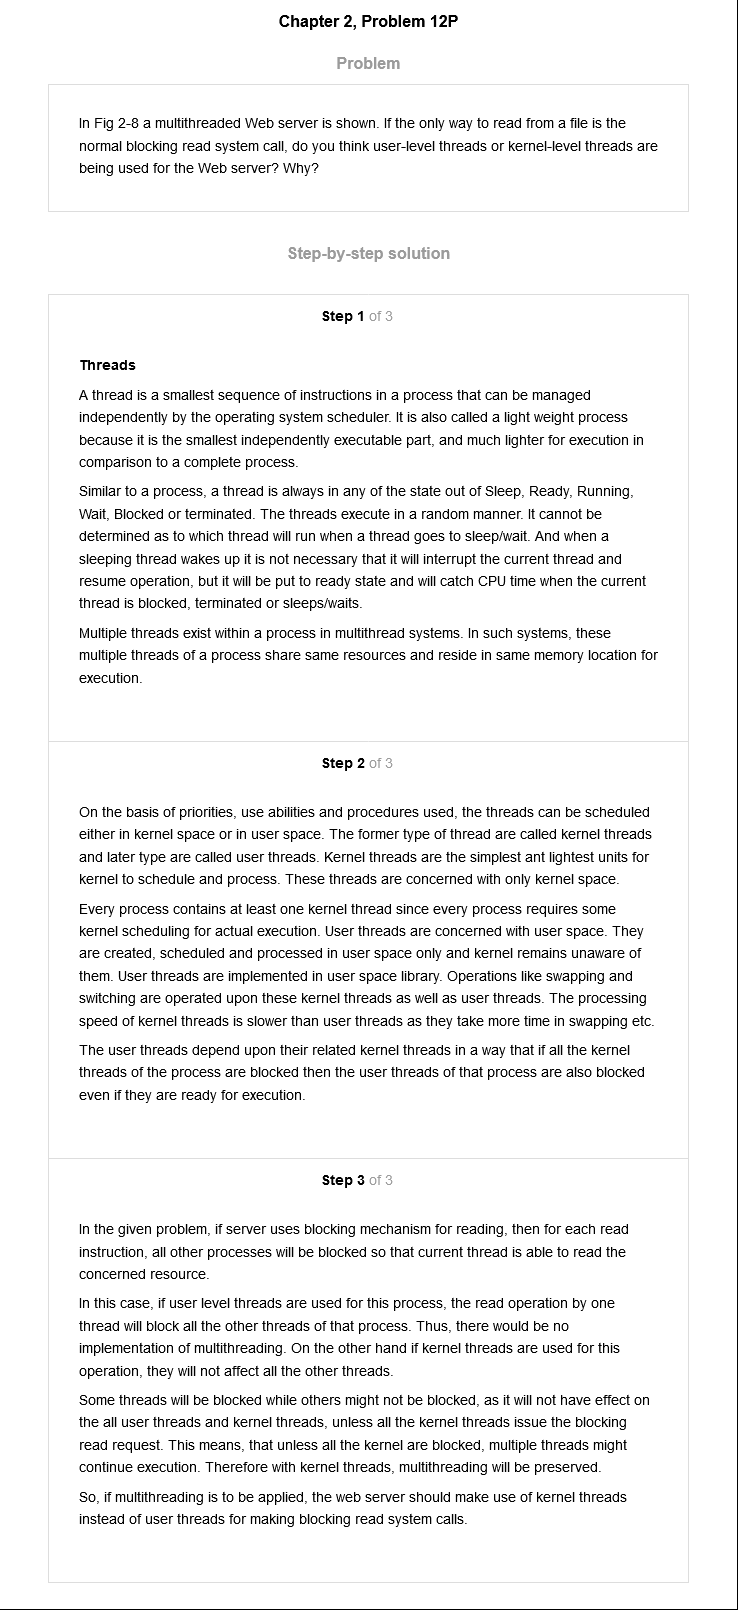 Chapter 2, Problem 12P
Problem
In Fig 2-8 a multithreaded Web server is shown. If the only way to read from a file is the
normal blocking read system call, do you think user-level threads or kernel-level threads are
being used for the Web server? Why?
Step-by-step solution
Step 1 of 3
Threads
A thread is a smallest sequence of instructions in a process that can be managed
independently by the operating system scheduler. It is also called a light weight process
because it is the smallest independently executable part, and much lighter for execution in
comparison to a complete process.
Similar to a process, a thread is always in any of the state out of Sleep, Ready, Running,
Wait, Blocked or terminated. The threads execute in a random manner. It cannot be
determined as to which thread will run when a thread goes to sleep/wait. And when a
sleeping thread wakes up it is not necessary that it will interrupt the current thread and
resume operation, but it will be put to ready state and will catch CPU time when the current
thread is blocked, terminated or sleeps/waits.
Multiple threads exist within a process in multithread systems. In such systems, these
multiple threads of a process share same resources and reside in same memory location for
execution.
Step 2 of 3
On the basis of priorities, use abilities and procedures used, the threads can be scheduled
either in kernel space or in user space. The former type of thread are called kernel threads
and later type are called user threads. Kernel threads are the simplest ant lightest units for
kernel to schedule and process. These threads are concerned with only kernel space.
Every process contains at least one kernel thread since every process requires some
kernel scheduling for actual execution. User threads are concerned with user space. They
are created, scheduled and processed in user space only and kernel remains unaware of
them. User threads are implemented in user space library. Operations like swapping and
switching are operated upon these kernel threads as well as user threads. The processing
speed of kernel threads is slower than user threads as they take more time in swapping etc.
The user threads depend upon their related kernel threads in a way that if all the kernel
threads of the process are blocked then the user threads of that process are also blocked
even if they are ready for execution.
Step 3 of 3
In the given problem, if server uses blocking mechanism for reading, then for each read
instruction, all other processes will be blocked so that current thread is able to read the
concerned resource.
In this case, if user level threads are used for this process, the read operation by one
thread will block all the other threads of that process. Thus, there would be no
implementation of multithreading. On the other hand if kernel threads are used for this
operation, they will not affect all the other threads.
Some threads will be blocked while others might not be blocked, as it will not have effect on
the all user threads and kernel threads, unless all the kernel threads issue the blocking
read request. This means, that unless all the kernel are blocked, multiple threads might
continue execution. Therefore with kernel threads, multithreading will be preserved.
So, if multithreading is to be applied, the web server should make use of kernel threads
instead of user threads for making blocking read system calls.